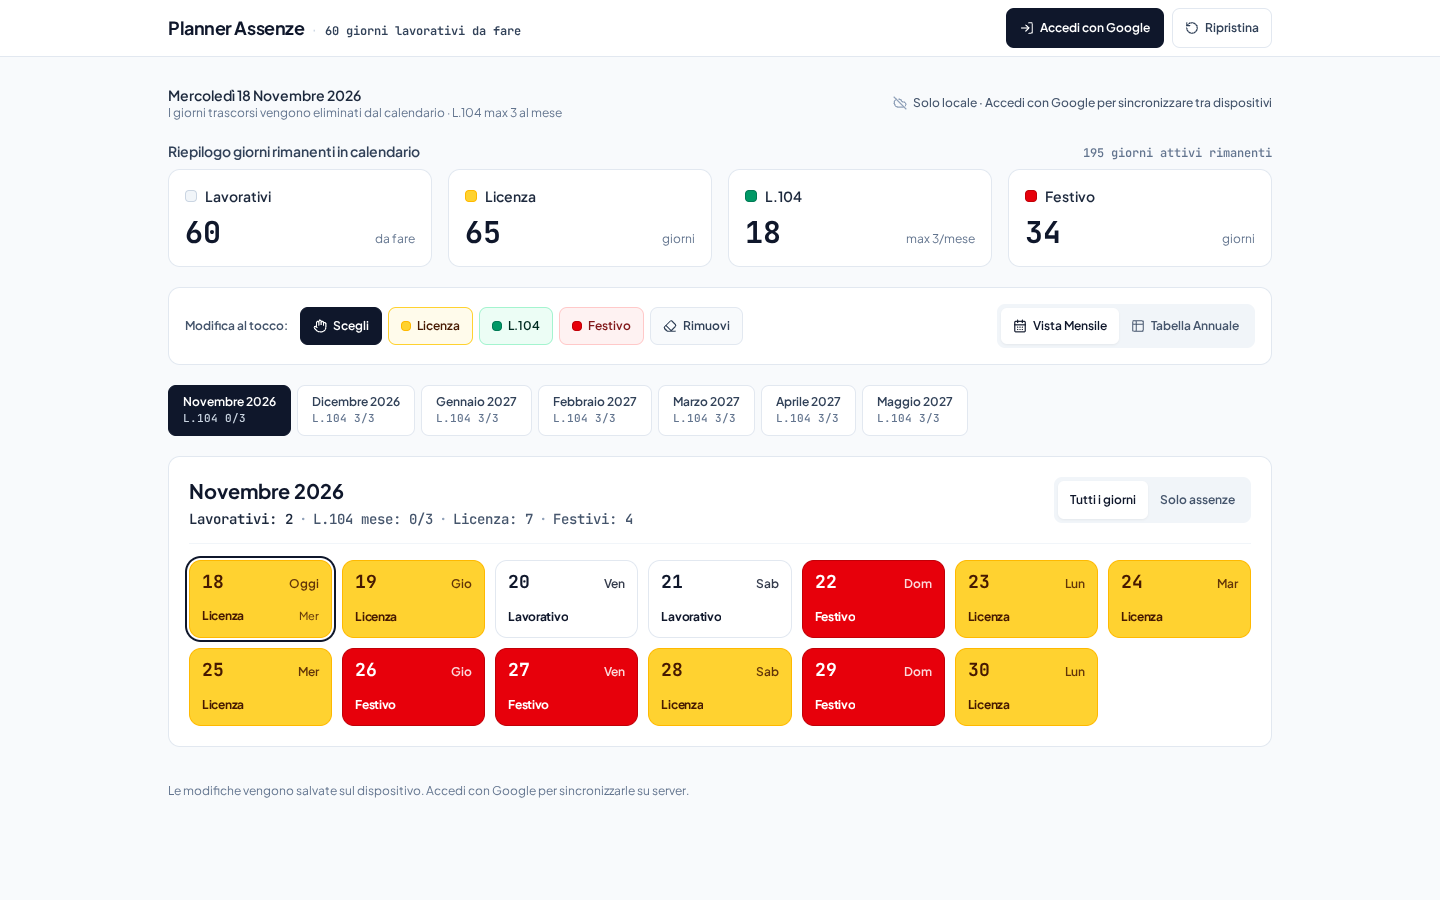 Planner Assenze · 60 giorni lavorativi da fare
Accedi con Google
Ripristina
Mercoledì 18 Novembre 2026
I giorni trascorsi vengono eliminati dal calendario · L.104 max 3 al mese
Solo locale · Accedi con Google per sincronizzare tra dispositivi
Riepilogo giorni rimanenti in calendario
195 giorni attivi rimanenti
Lavorativi
60
da fare
Licenza
65
giorni
L.104
18
max 3/mese
Festivo
34
giorni
Modifica al tocco:
Scegli
Licenza
L.104
Festivo
Rimuovi
Vista Mensile
Tabella Annuale
Novembre 2026
L.104 0/3
Dicembre 2026
L.104 3/3
Gennaio 2027
L.104 3/3
Febbraio 2027
L.104 3/3
Marzo 2027
L.104 3/3
Aprile 2027
L.104 3/3
Maggio 2027
L.104 3/3
Novembre 2026
Lavorativi: 2 · L.104 mese: 0/3 · Licenza: 7 · Festivi: 4
Tutti i giorni
Solo assenze
18 Oggi
Licenza Mer
19 Gio
Licenza
20 Ven
Lavorativo
21 Sab
Lavorativo
22 Dom
Festivo
23 Lun
Licenza
24 Mar
Licenza
25 Mer
Licenza
26 Gio
Festivo
27 Ven
Festivo
28 Sab
Licenza
29 Dom
Festivo
30 Lun
Licenza
Le modifiche vengono salvate sul dispositivo. Accedi con Google per sincronizzarle su server.